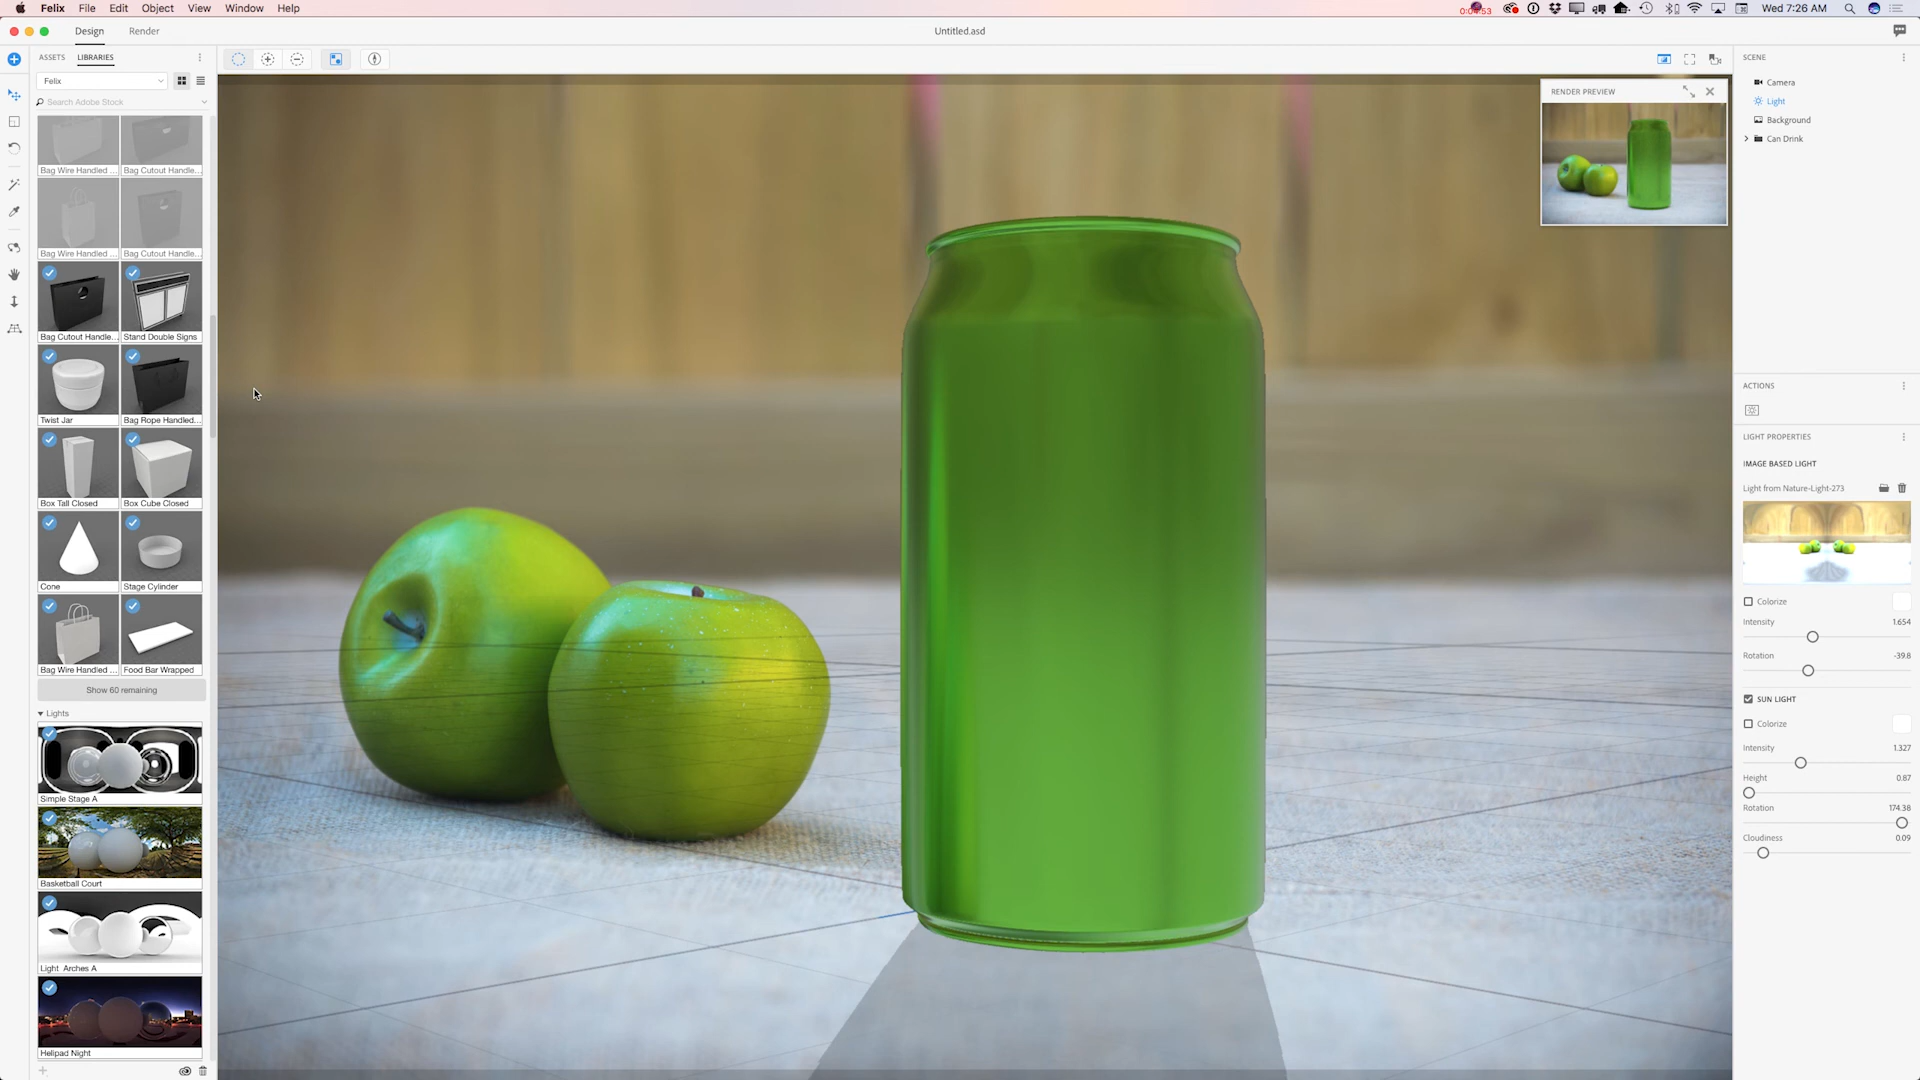 Felix File Edit Object View Window Help
0:04:53
Wed 7:26 AM
Design Render
Untitled.asd
ASSETS LIBRARIES
Felix
Search Adobe Stock
Bag Wire Handled ... Bag Cutout Handle...
Bag Wire Handled ... Bag Cutout Handle...
Bag Cutout Handle... Stand Double Signs
Twist Jar Bag Rope Handled...
Box Tall Closed Box Cube Closed
Cone Stage Cylinder
Bag Wire Handled ... Food Bar Wrapped
Show 60 remaining
Lights
Simple Stage A
Basketball Court
Light Arches A
Helipad Night
RENDER PREVIEW
SCENE
Camera
Light
Background
Can Drink
ACTIONS
LIGHT PROPERTIES
IMAGE BASED LIGHT
Light from Nature-Light-273
Colorize
Intensity 1.654
Rotation -39.8
SUN LIGHT
Colorize
Intensity 1.327
Height 0.87
Rotation 174.38
Cloudiness 0.09